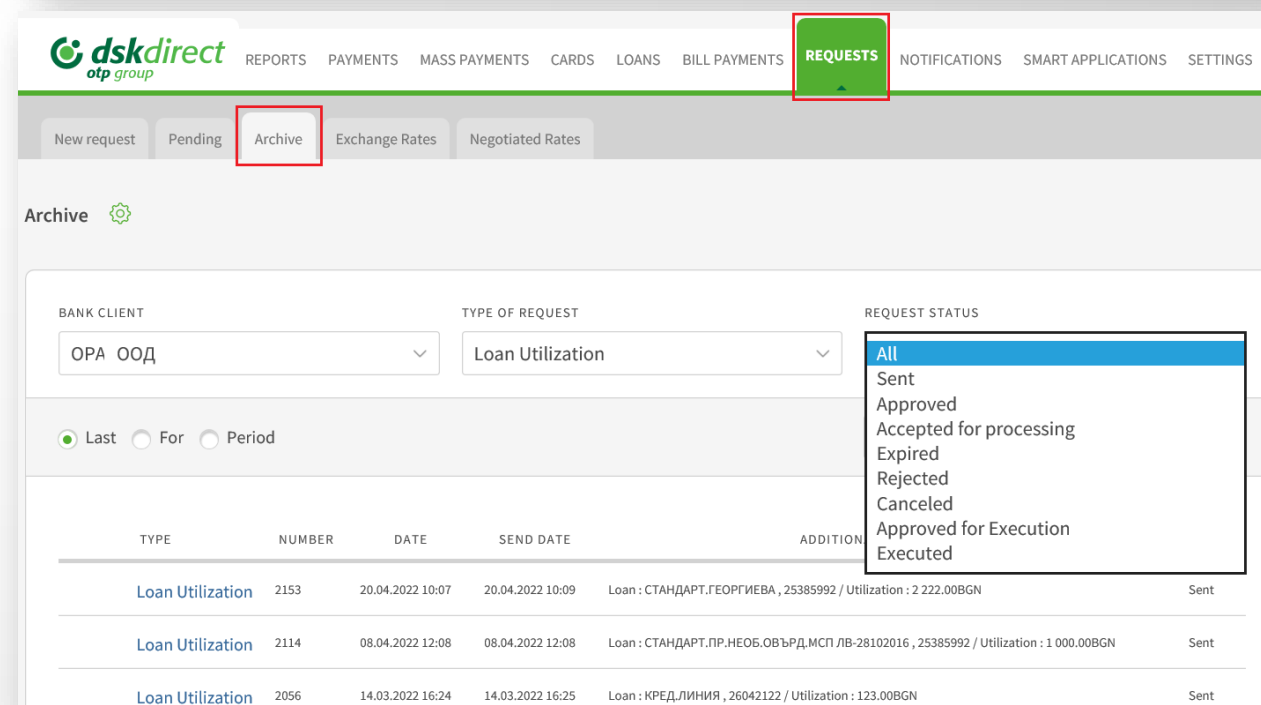 dskdirect
otp group
REPORTS PAYMENTS MASS PAYMENTS CARDS LOANS BILL PAYMENTS REQUESTS NOTIFICATIONS SMART APPLICATIONS SETTINGS
New request Pending Archive Exchange Rates Negotiated Rates
Archive
BANK CLIENT TYPE OF REQUEST REQUEST STATUS
ОРА ООД Loan Utilization
All
Sent
Approved
Accepted for processing
Expired
Rejected
Canceled
Approved for Execution
Executed
Last For Period
TYPE NUMBER DATE SEND DATE ADDITION
Loan Utilization 2153 20.04.2022 10:07 20.04.2022 10:09 Loan : СТАНДАРТ.ГЕОРГИЕВА , 25385992 / Utilization : 2 222.00BGN Sent
Loan Utilization 2114 08.04.2022 12:08 08.04.2022 12:08 Loan : СТАНДАРТ.ПР.НЕОБ.ОВЪРД.МСП ЛВ-28102016 , 25385992 / Utilization : 1 000.00BGN Sent
Loan Utilization 2056 14.03.2022 16:24 14.03.2022 16:25 Loan : КРЕД.ЛИНИЯ , 26042122 / Utilization : 123.00BGN Sent